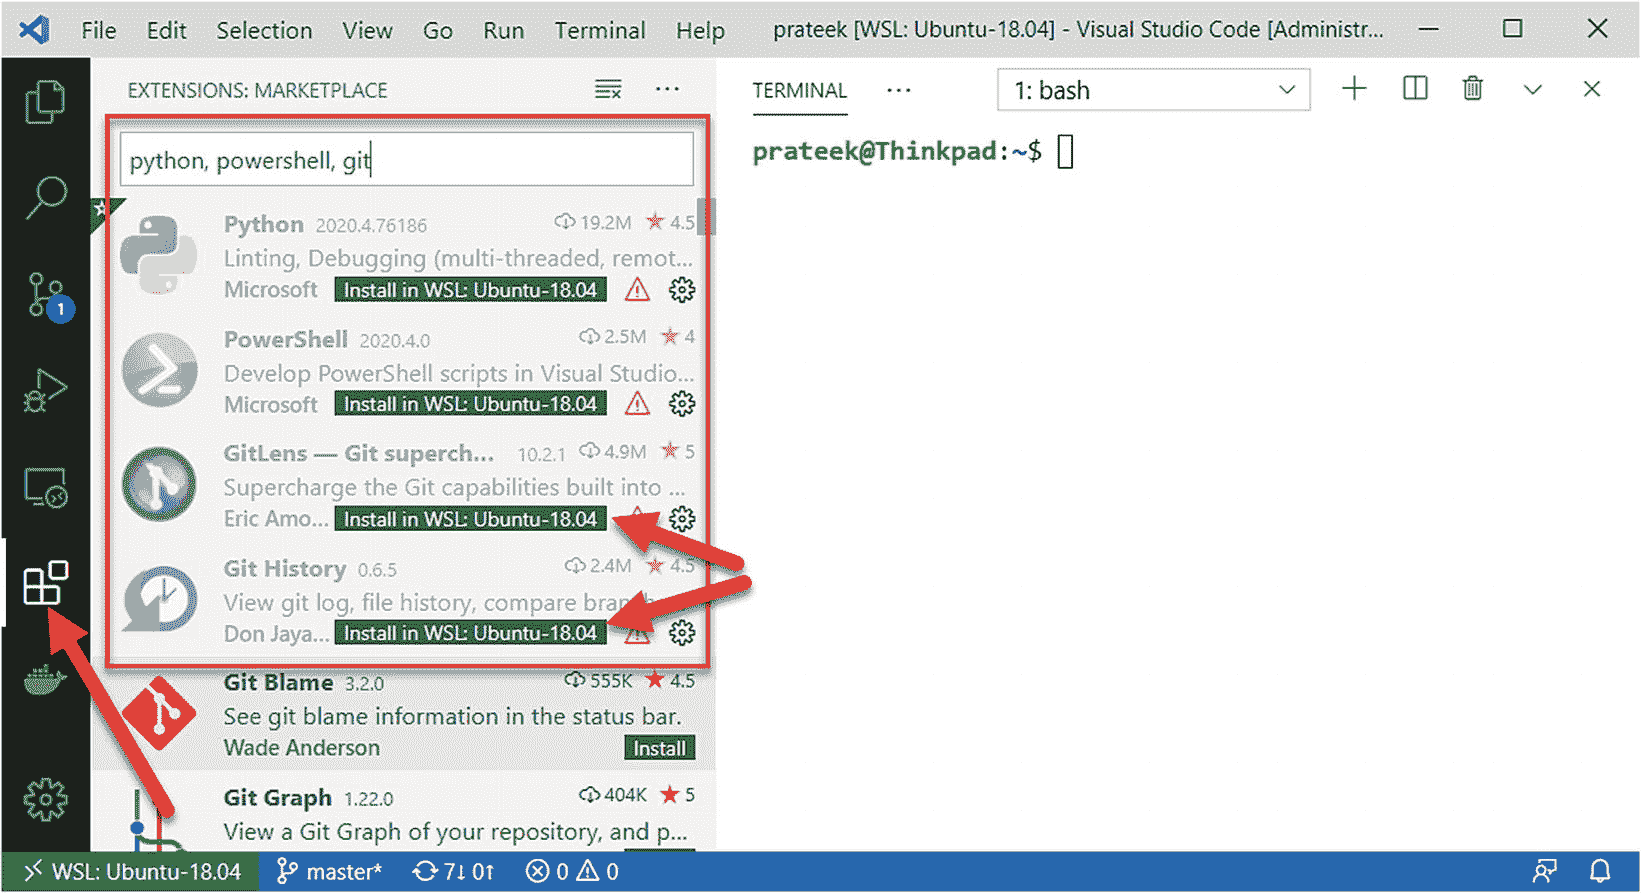 File Edit Selection View Go Run Terminal Help prateek [WSL: Ubuntu-18.04] - Visual Studio Code [Administr...
EXTENSIONS: MARKETPLACE
python, powershell, git
Python 2020.4.76186 19.2M 4.5
Linting, Debugging (multi-threaded, remot...
Microsoft Install in WSL: Ubuntu-18.04
PowerShell 2020.4.0 2.5M 4
Develop PowerShell scripts in Visual Studio...
Microsoft Install in WSL: Ubuntu-18.04
GitLens — Git superch... 10.2.1 4.9M 5
Supercharge the Git capabilities built into ...
Eric Amo... Install in WSL: Ubuntu-18.04
Git History 0.6.5 2.4M 4.5
View git log, file history, compare bran
Don Jaya... Install in WSL: Ubuntu-18.04
Git Blame 3.2.0 555K 4.5
See git blame information in the status bar.
Wade Anderson Install
Git Graph 1.22.0 404K 5
View a Git Graph of your repository, and p...
TERMINAL ... 1: bash
prateek@Thinkpad:~$
1
WSL: Ubuntu-18.04 master* 7↓ 0↑ 0 0